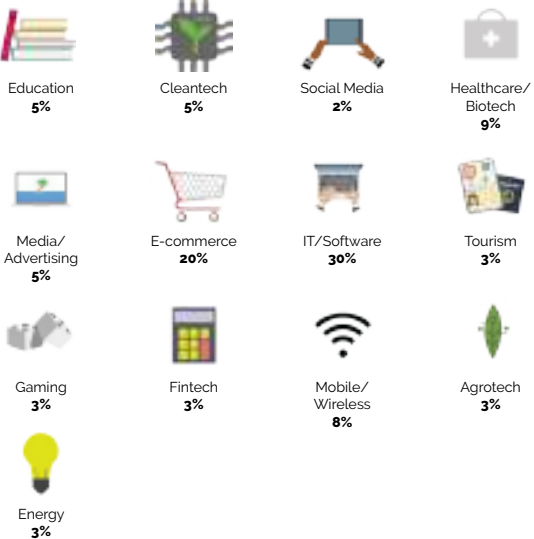 Education
5%
Cleantech
5%
Social Media
2%
Healthcare/
Biotech
9%
Media/
Advertising
5%
E-commerce
20%
IT/Software
30%
Tourism
3%
Gaming
3%
Fintech
3%
Mobile/
Wireless
8%
Agrotech
3%
Energy
3%